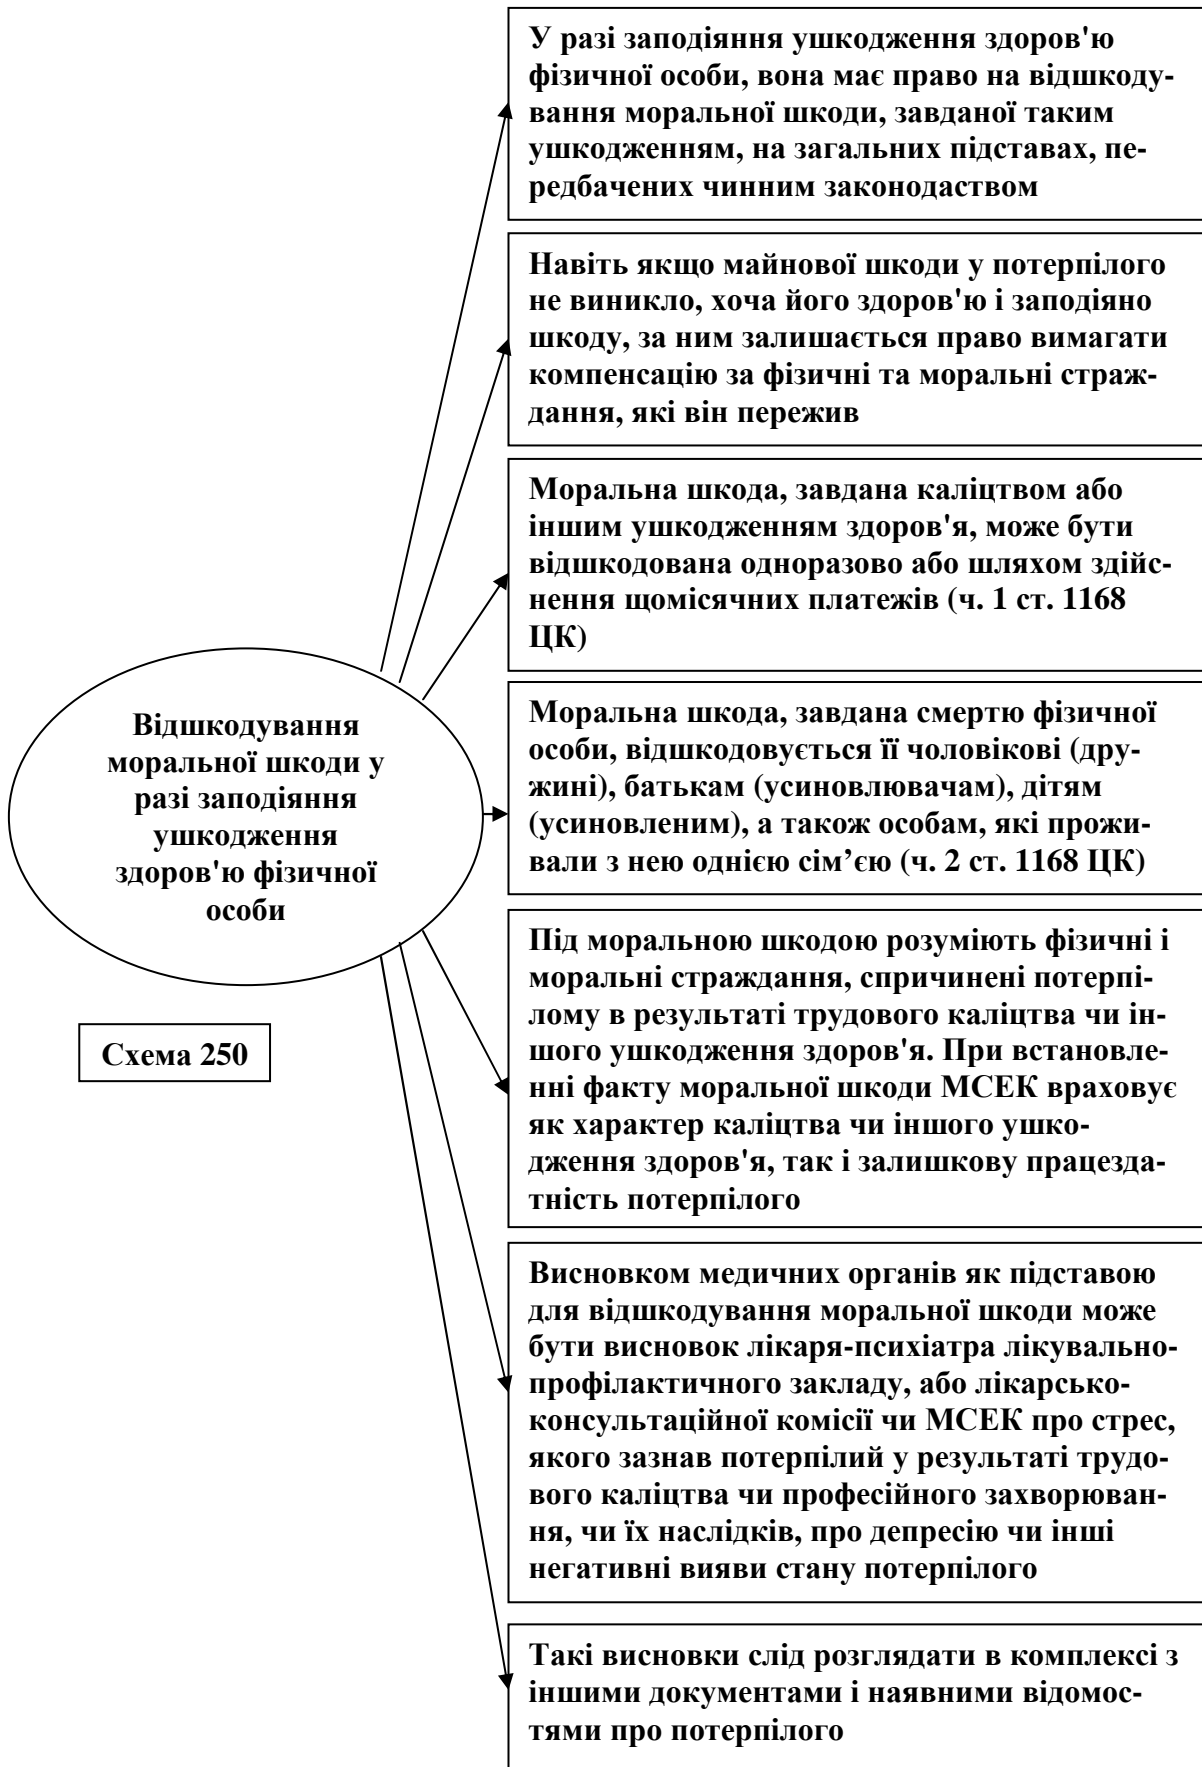 У разі заподіяння ушкодження здоров'ю
фізичної особи, вона має право на відшкоду-
вання моральної шкоди, завданої таким
ушкодженням, на загальних підставах, пе-
редбачених чинним законодаством
Навіть якщо майнової шкоди у потерпілого
не виникло, хоча його здоров'ю і заподіяно
шкоду, за ним залишається право вимагати
компенсацію за фізичні та моральні страж-
дання, які він пережив
Моральна шкода, завдана каліцтвом або
іншим ушкодженням здоров'я, може бути
відшкодована одноразово або шляхом здійс-
нення щомісячних платежів (ч. 1 ст. 1168
ЦК)
Відшкодування
моральної шкоди у
разі заподіяння
ушкодження
здоров'ю фізичної
особи
Моральна шкода, завдана смертю фізичної
особи, відшкодовується її чоловікові (дру-
жині), батькам (усиновлювачам), дітям
(усиновленим), а також особам, які прожи-
вали з нею однією сім’єю (ч. 2 ст. 1168 ЦК)
Схема 250
Під моральною шкодою розуміють фізичні і
моральні страждання, спричинені потерпі-
лому в результаті трудового каліцтва чи ін-
шого ушкодження здоров'я. При встановле-
нні факту моральної шкоди МСЕК враховує
як характер каліцтва чи іншого ушко-
дження здоров'я, так і залишкову працезда-
тність потерпілого
Висновком медичних органів як підставою
для відшкодування моральної шкоди може
бути висновок лікаря-психіатра лікувально-
профілактичного закладу, або лікарсько-
консультаційної комісії чи МСЕК про стрес,
якого зазнав потерпілий у результаті трудо-
вого каліцтва чи професійного захворюван-
ня, чи їх наслідків, про депресію чи інші
негативні вияви стану потерпілого
Такі висновки слід розглядати в комплексі з
іншими документами і наявними відомос-
тями про потерпілого